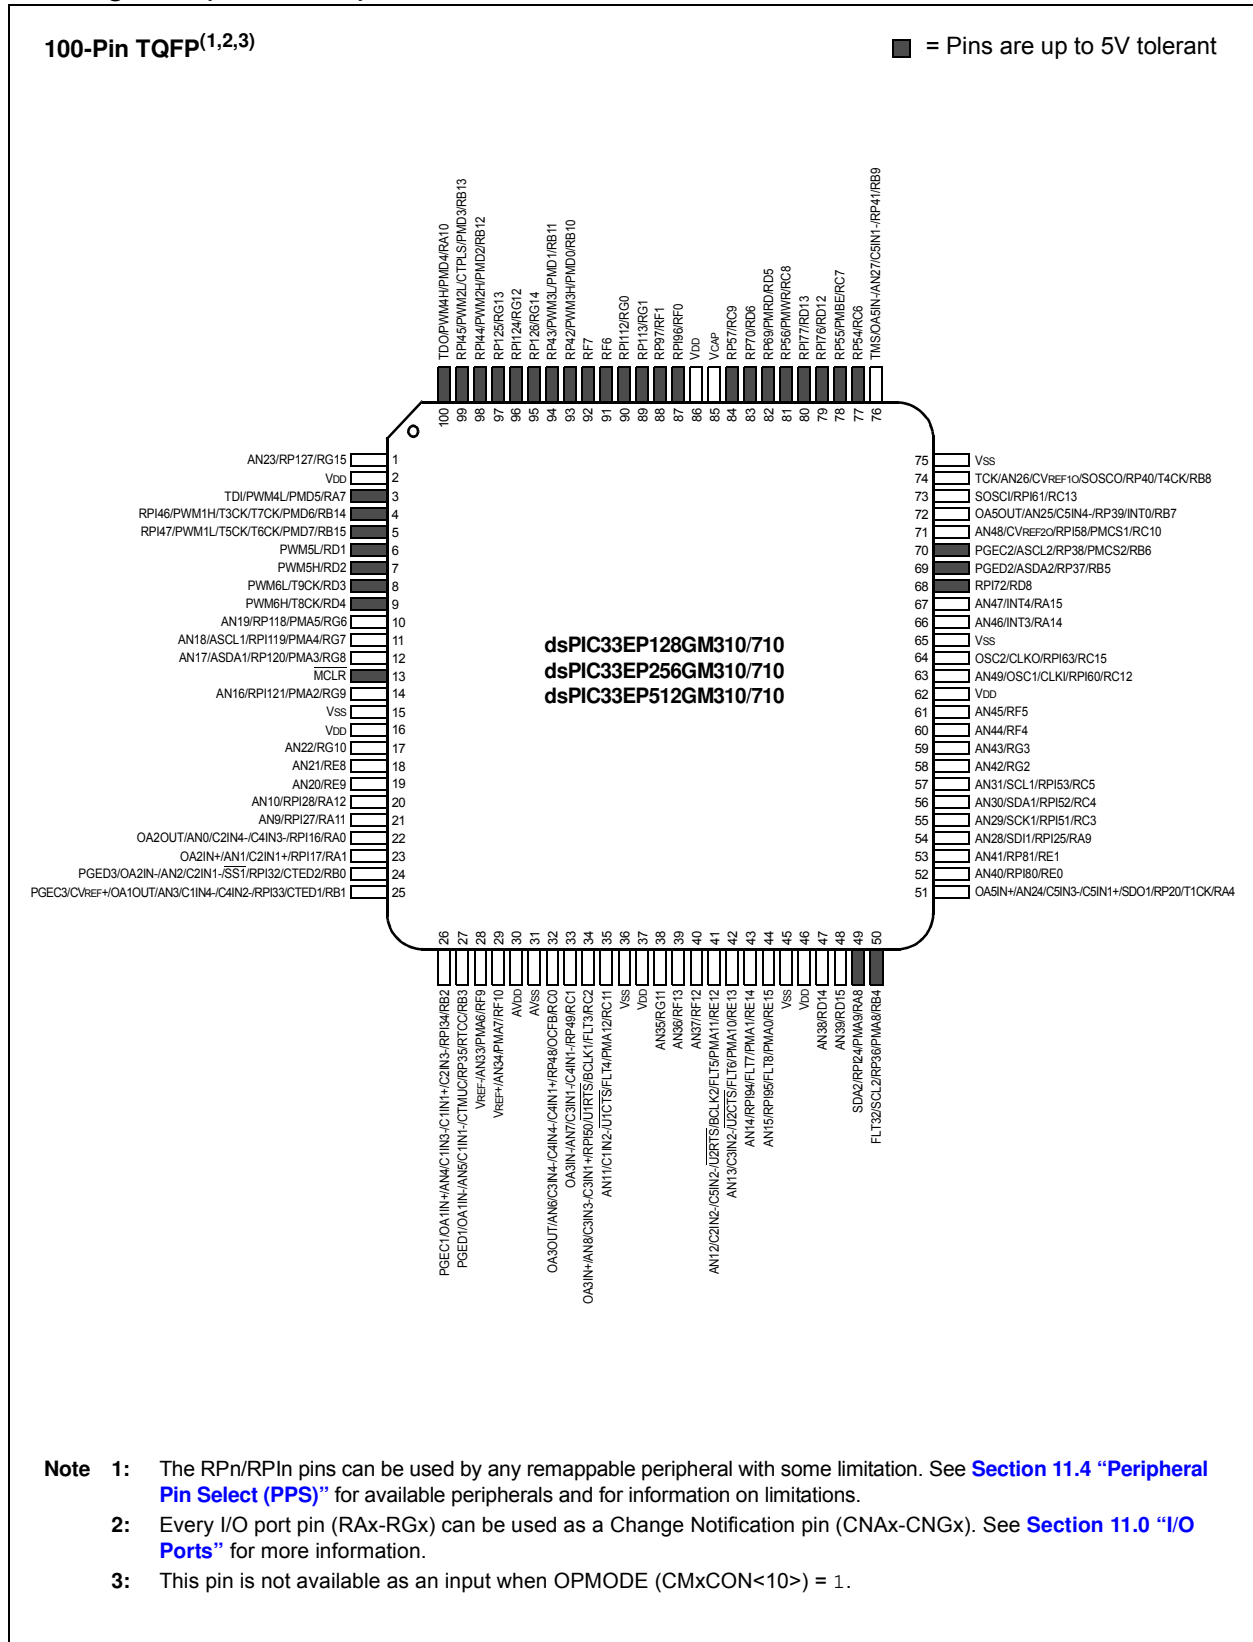 100-Pin TQFP(1,2,3)
= Pins are up to 5V tolerant
TDO/PWM4H/PMD4/RA10
RPI45/PWM2L/CTPLS/PMD3/RB13
RPI44/PWM2H/PMD2/RB12
RP125/RG13
RPI124/RG12
RP126/RG14
RP43/PWM3L/PMD1/RB11
RP42/PWM3H/PMD0/RB10
RF7
RF6
RPI112/RG0
RP113/RG1
RP97/RF1
RPI96/RF0
VDD
VCAP
RP57/RC9
RP70/RD6
RP69/PMRD/RD5
RP56/PMWR/RC8
RPI77/RD13
RPI76/RD12
RP55/PMBE/RC7
RP54/RC6
TMS/OA5IN-/AN27/C5IN1-/RP41/RB9
100 99 98 97 96 95 94 93 92 91 90 89 88 87 86 85 84 83 82 81 80 79 78 77 76
AN23/RP127/RG15 1
VDD 2
TDI/PWM4L/PMD5/RA7 3
RPI46/PWM1H/T3CK/T7CK/PMD6/RB14 4
RPI47/PWM1L/T5CK/T6CK/PMD7/RB15 5
PWM5L/RD1 6
PWM5H/RD2 7
PWM6L/T9CK/RD3 8
PWM6H/T8CK/RD4 9
AN19/RP118/PMA5/RG6 10
AN18/ASCL1/RPI119/PMA4/RG7 11
AN17/ASDA1/RP120/PMA3/RG8 12
MCLR 13
AN16/RPI121/PMA2/RG9 14
VSS 15
VDD 16
AN22/RG10 17
AN21/RE8 18
AN20/RE9 19
AN10/RPI28/RA12 20
AN9/RPI27/RA11 21
OA2OUT/AN0/C2IN4-/C4IN3-/RPI16/RA0 22
OA2IN+/AN1/C2IN1+/RPI17/RA1 23
PGED3/OA2IN-/AN2/C2IN1-/SS1/RPI32/CTED2/RB0 24
PGEC3/CVREF+/OA1OUT/AN3/C1IN4-/C4IN2-/RPI33/CTED1/RB1 25
dsPIC33EP128GM310/710
dsPIC33EP256GM310/710
dsPIC33EP512GM310/710
75 VSS
74 TCK/AN26/CVREF1O/SOSCO/RP40/T4CK/RB8
73 SOSCI/RPI61/RC13
72 OA5OUT/AN25/C5IN4-/RP39/INT0/RB7
71 AN48/CVREF2O/RPI58/PMCS1/RC10
70 PGEC2/ASCL2/RP38/PMCS2/RB6
69 PGED2/ASDA2/RP37/RB5
68 RPI72/RD8
67 AN47/INT4/RA15
66 AN46/INT3/RA14
65 VSS
64 OSC2/CLKO/RPI63/RC15
63 AN49/OSC1/CLKI/RPI60/RC12
62 VDD
61 AN45/RF5
60 AN44/RF4
59 AN43/RG3
58 AN42/RG2
57 AN31/SCL1/RPI53/RC5
56 AN30/SDA1/RPI52/RC4
55 AN29/SCK1/RPI51/RC3
54 AN28/SDI1/RPI25/RA9
53 AN41/RP81/RE1
52 AN40/RPI80/RE0
51 OA5IN+/AN24/C5IN3-/C5IN1+/SDO1/RP20/T1CK/RA4
26 27 28 29 30 31 32 33 34 35 36 37 38 39 40 41 42 43 44 45 46 47 48 49 50
PGEC1/OA1IN+/AN4/C1IN3-/C1IN1+/C2IN3-/RPI34/RB2
PGED1/OA1IN-/AN5/C1IN1-/CTMUC/RP35/RTCC/RB3
VREF-/AN33/PMA6/RF9
VREF+/AN34/PMA7/RF10
AVDD
AVSS
OA3OUT/AN6/C3IN4-/C4IN4-/C4IN1+/RP48/OCFB/RC0
OA3IN-/AN7/C3IN1-/C4IN1-/RP49/RC1
OA3IN+/AN8/C3IN3-/C3IN1+/RPI50/U1RTS/BCLK1/FLT3/RC2
AN11/C1IN2-/U1CTS/FLT4/PMA12/RC11
VSS
VDD
AN35/RG11
AN36/RF13
AN37/RF12
AN12/C2IN2-/C5IN2-/U2RTS/BCLK2/FLT5/PMA11/RE12
AN13/C3IN2-/U2CTS/FLT6/PMA10/RE13
AN14/RPI94/FLT7/PMA1/RE14
AN15/RPI95/FLT8/PMA0/RE15
VSS
VDD
AN38/RD14
AN39/RD15
SDA2/RPI24/PMA9/RA8
FLT32/SCL2/RP36/PMA8/RB4
Note 1: The RPn/RPIn pins can be used by any remappable peripheral with some limitation. See Section 11.4 “Peripheral
Pin Select (PPS)” for available peripherals and for information on limitations.
2: Every I/O port pin (RAx-RGx) can be used as a Change Notification pin (CNAx-CNGx). See Section 11.0 “I/O
Ports” for more information.
3: This pin is not available as an input when OPMODE (CMxCON<10>) = 1.